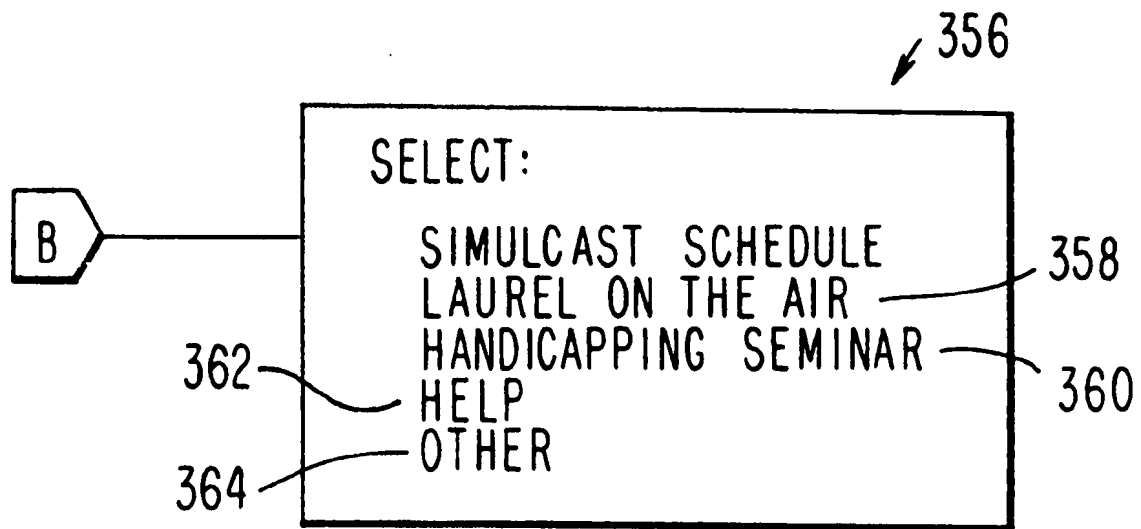 356
SELECT:
B
SIMULCAST SCHEDULE
LAUREL ON THE AIR
358
HANDICAPPING SEMINAR
360
362
HELP
OTHER
364